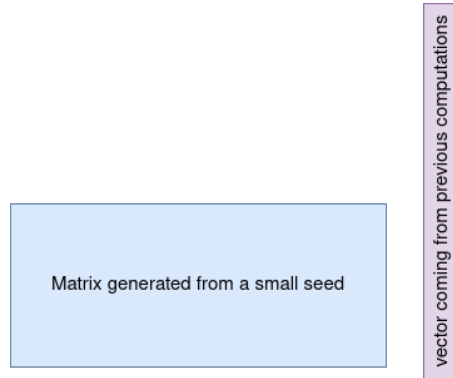 Matrix generated from a small seed
vector coming from previous computations